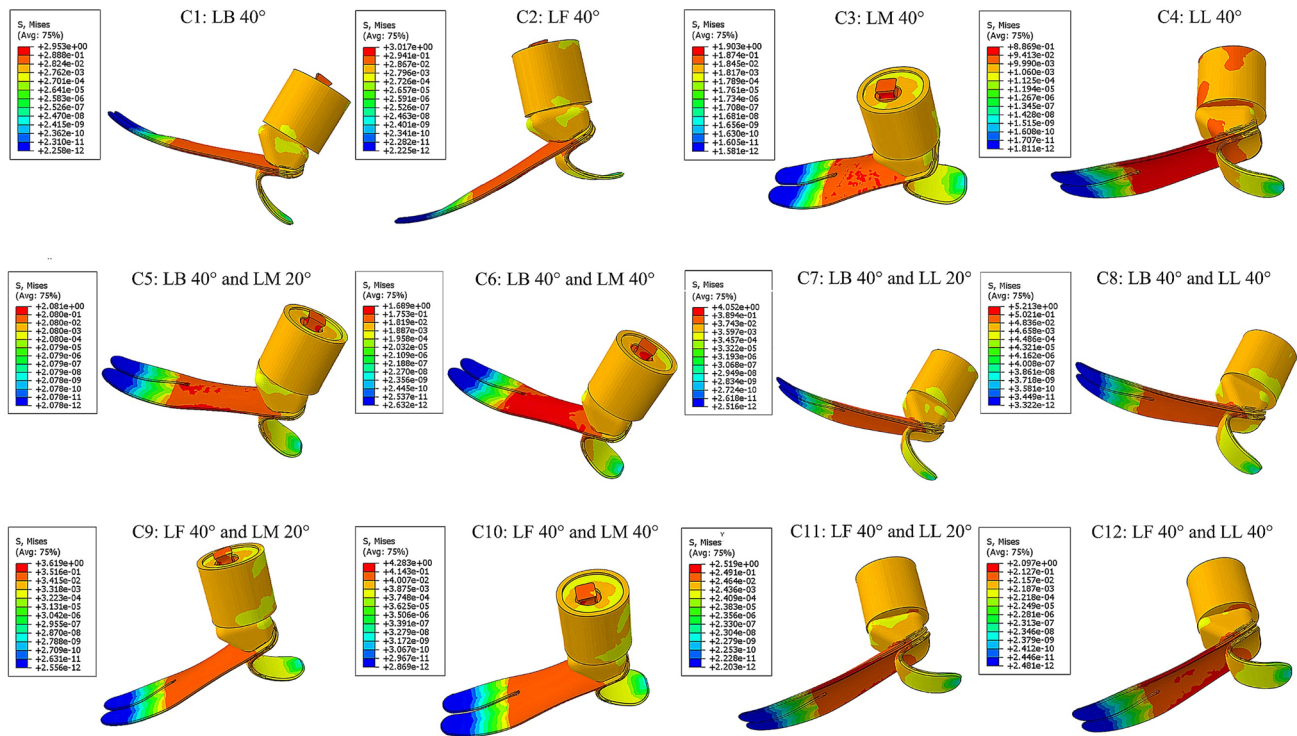 C1: LB 40°
S, Mises
(Avg: 75%)
+2.953e+00
+2.888e-01
+2.824e-02
+2.762e-03
+2.701e-04
+2.641e-05
+2.583e-06
+2.526e-07
+2.470e-08
+2.415e-09
+2.362e-10
+2.310e-11
+2.258e-12
C2: LF 40°
S, Mises
(Avg: 75%)
+3.017e+00
+2.941e-01
+2.867e-02
+2.796e-03
+2.726e-04
+2.657e-05
+2.591e-06
+2.526e-07
+2.463e-08
+2.401e-09
+2.341e-10
+2.282e-11
+2.225e-12
C3: LM 40°
S, Mises
(Avg: 75%)
+1.903e+00
+1.874e-01
+1.845e-02
+1.817e-03
+1.789e-04
+1.761e-05
+1.734e-06
+1.708e-07
+1.681e-08
+1.656e-09
+1.630e-10
+1.605e-11
+1.581e-12
C4: LL 40°
S, Mises
(Avg: 75%)
+8.869e-01
+9.413e-02
+9.990e-03
+1.060e-03
+1.125e-04
+1.194e-05
+1.267e-06
+1.345e-07
+1.428e-08
+1.515e-09
+1.608e-10
+1.707e-11
+1.811e-12
C5: LB 40° and LM 20°
S, Mises
(Avg: 75%)
+2.081e+00
+2.080e-01
+2.080e-02
+2.080e-03
+2.080e-04
+2.079e-05
+2.079e-06
+2.079e-07
+2.079e-08
+2.078e-09
+2.078e-10
+2.078e-11
+2.078e-12
C6: LB 40° and LM 40°
S, Mises
(Avg: 75%)
+1.689e+00
+1.753e-01
+1.819e-02
+1.887e-03
+1.958e-04
+2.032e-05
+2.109e-06
+2.188e-07
+2.270e-08
+2.356e-09
+2.445e-10
+2.537e-11
+2.632e-12
C7: LB 40° and LL 20°
S, Mises
(Avg: 75%)
+4.052e+00
+3.894e-01
+3.743e-02
+3.597e-03
+3.457e-04
+3.322e-05
+3.193e-06
+3.068e-07
+2.949e-08
+2.834e-09
+2.724e-10
+2.618e-11
+2.516e-12
C8: LB 40° and LL 40°
S, Mises
(Avg: 75%)
+5.213e+00
+5.021e-01
+4.836e-02
+4.658e-03
+4.486e-04
+4.321e-05
+4.162e-06
+4.008e-07
+3.861e-08
+3.718e-09
+3.581e-10
+3.449e-11
+3.322e-12
C9: LF 40° and LM 20°
S, Mises
(Avg: 75%)
+3.619e+00
+3.516e-01
+3.415e-02
+3.318e-03
+3.223e-04
+3.131e-05
+3.042e-06
+2.955e-07
+2.870e-08
+2.788e-09
+2.709e-10
+2.631e-11
+2.556e-12
C10: LF 40° and LM 40°
S, Mises
(Avg: 75%)
+4.283e+00
+4.143e-01
+4.007e-02
+3.875e-03
+3.748e-04
+3.625e-05
+3.506e-06
+3.391e-07
+3.279e-08
+3.172e-09
+3.067e-10
+2.967e-11
+2.869e-12
C11: LF 40° and LL 20°
Y
S, Mises
(Avg: 75%)
+2.519e+00
+2.491e-01
+2.464e-02
+2.436e-03
+2.409e-04
+2.383e-05
+2.356e-06
+2.330e-07
+2.304e-08
+2.279e-09
+2.253e-10
+2.228e-11
+2.203e-12
C12: LF 40° and LL 40°
S, Mises
(Avg: 75%)
+2.097e+00
+2.127e-01
+2.157e-02
+2.187e-03
+2.218e-04
+2.249e-05
+2.281e-06
+2.313e-07
+2.346e-08
+2.379e-09
+2.412e-10
+2.446e-11
+2.481e-12